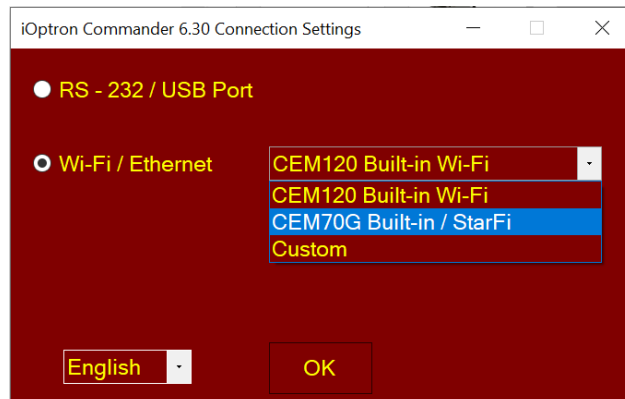 iOptron Commander 6.30 Connection Settings
RS - 232 / USB Port
Wi-Fi / Ethernet CEM120 Built-in Wi-Fi
CEM120 Built-in Wi-Fi
CEM70G Built-in / StarFi
Custom
English OK